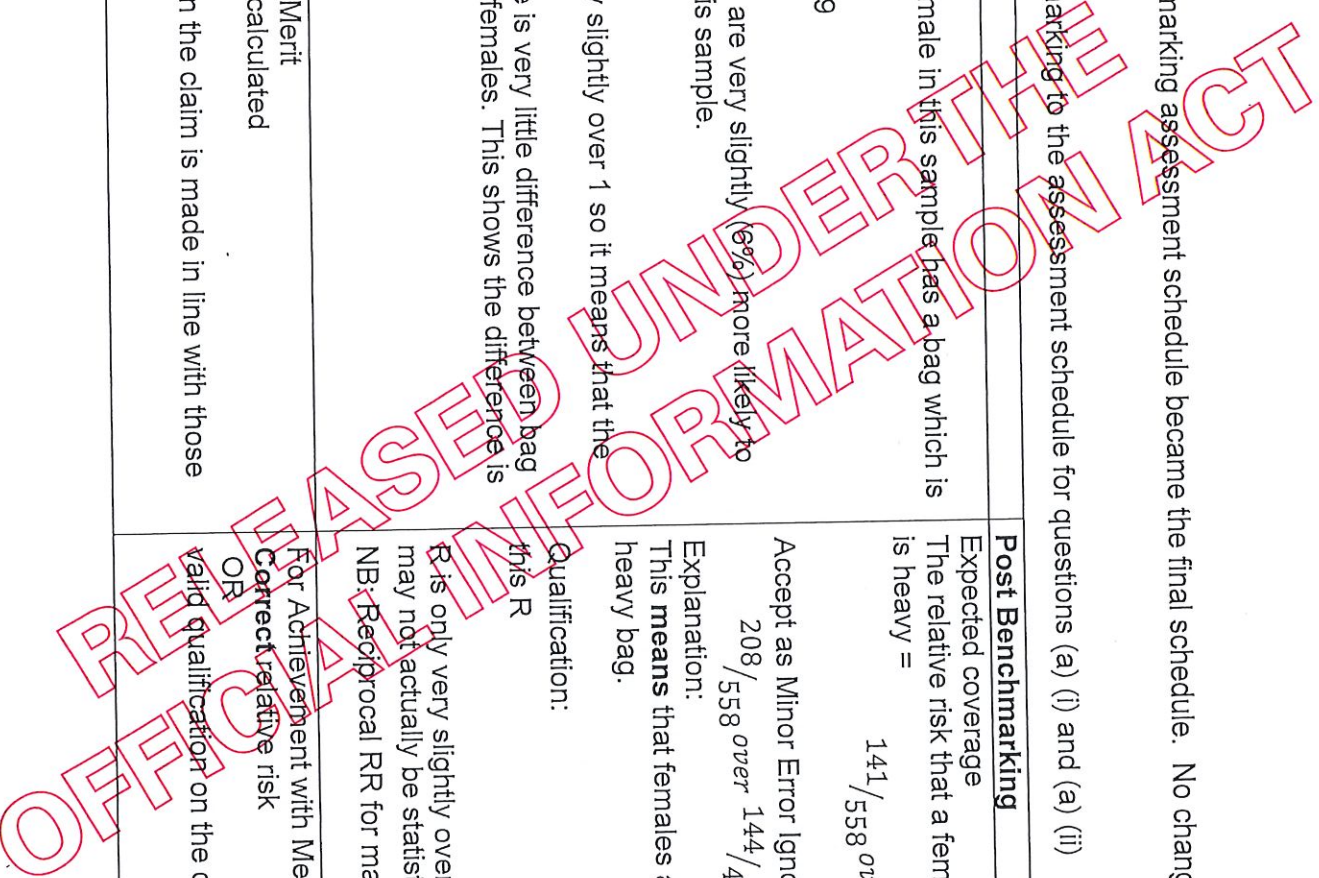 narking assessment schedule became the final schedule. No chang
arking to the assessment schedule for questions (a) (i) and (a) (ii)
male in this sample has a bag which is
g
are very slightly (6%) more likely to
is sample.
slightly over 1 so it means that the
is very little difference between bag
females. This shows the difference is
Merit
calculated
n the claim is made in line with those
Post Benchmarking
Expected coverage
The relative risk that a fem
is heavy =
141/558 ov
Accept as Minor Error Igno
208/558 over 144/4
Explanation:
This means that females a
heavy bag.
Qualification:
this R
R is only very slightly over
may not actually be statist
NB: Reciprocal RR for ma
For Achievement with Me
Correct relative risk
OR
valid qualification on the c
RELEASED UNDER THE
OFFICIAL INFORMATION ACT